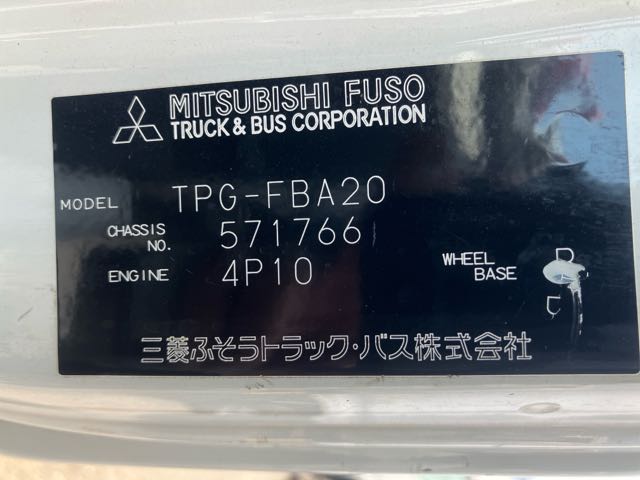 MITSUBISHI FUSO
TRUCK & BUS CORPORATION
MODEL TPG-FBA20
CHASSIS NO. 571766
ENGINE 4P10
WHEEL BASE
三菱ふそうトラック・バス株式会社